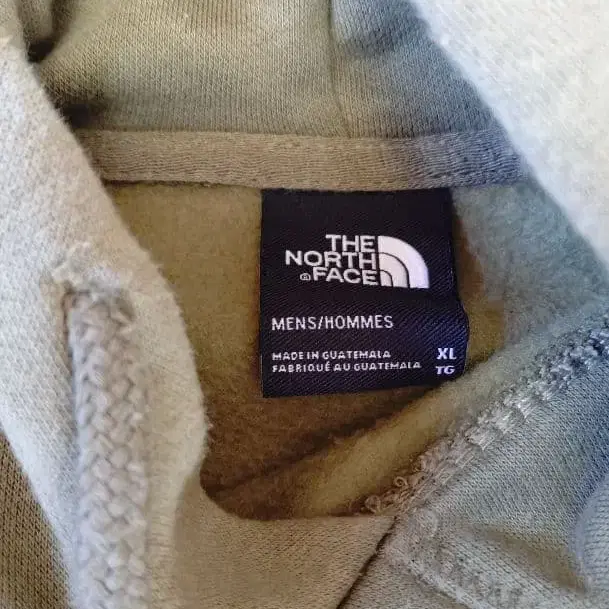 THE
NORTH
FACE
MENS/HOMMES
MADE IN GUATEMALA
FABRIQUÉ AU GUATEMALA
XL
TG